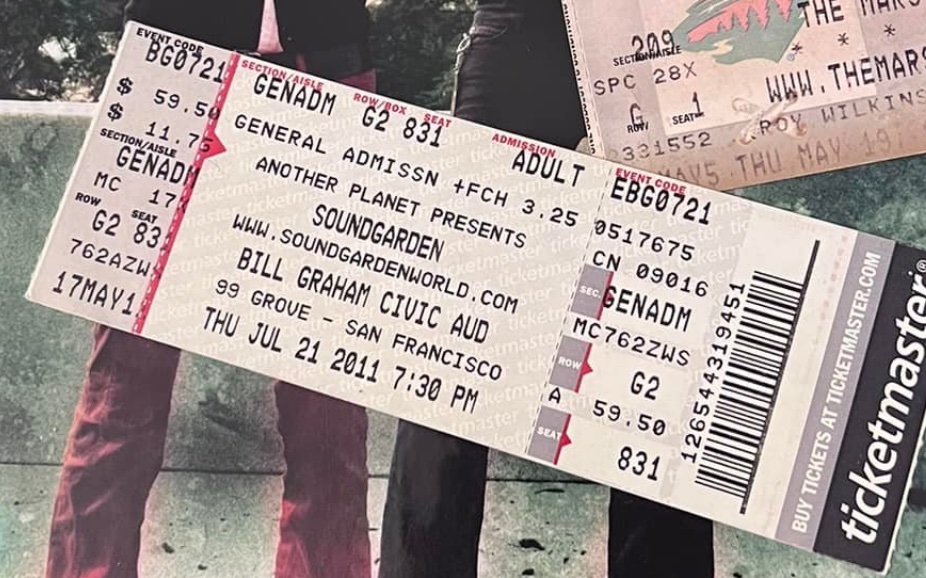 EVENT CODE
BG0721
$ 59.50
$ 11.75
SECTION/AISLE
GENADM
MC 17
ROW SEAT
G2 83
762AZW
17MAY1
SECTION/AISLE ROW/BOX SEAT ADMISSION
GENADM G2 831 ADULT
GENERAL ADMISSN +FCH 3.25
ANOTHER PLANET PRESENTS
SOUNDGARDEN
WWW.SOUNDGARDENWORLD.COM
BILL GRAHAM CIVIC AUD
99 GROVE - SAN FRANCISCO
THU JUL 21 2011 7:30 PM
EVENT CODE
EBG0721
0517675
CN 09016
SEC.
GENADM
MC762ZWS
ROW
G2
A 59.50
SEAT
831
126544319451
BUY TICKETS AT TICKETMASTER.COM
ticketmaster®
209
SECTION/AISLE
SPC 28X
G 1
ROW SEAT
331552
THE MARS
* * *
WWW.THEMARS
ROY WILKINS
THU MAY 19